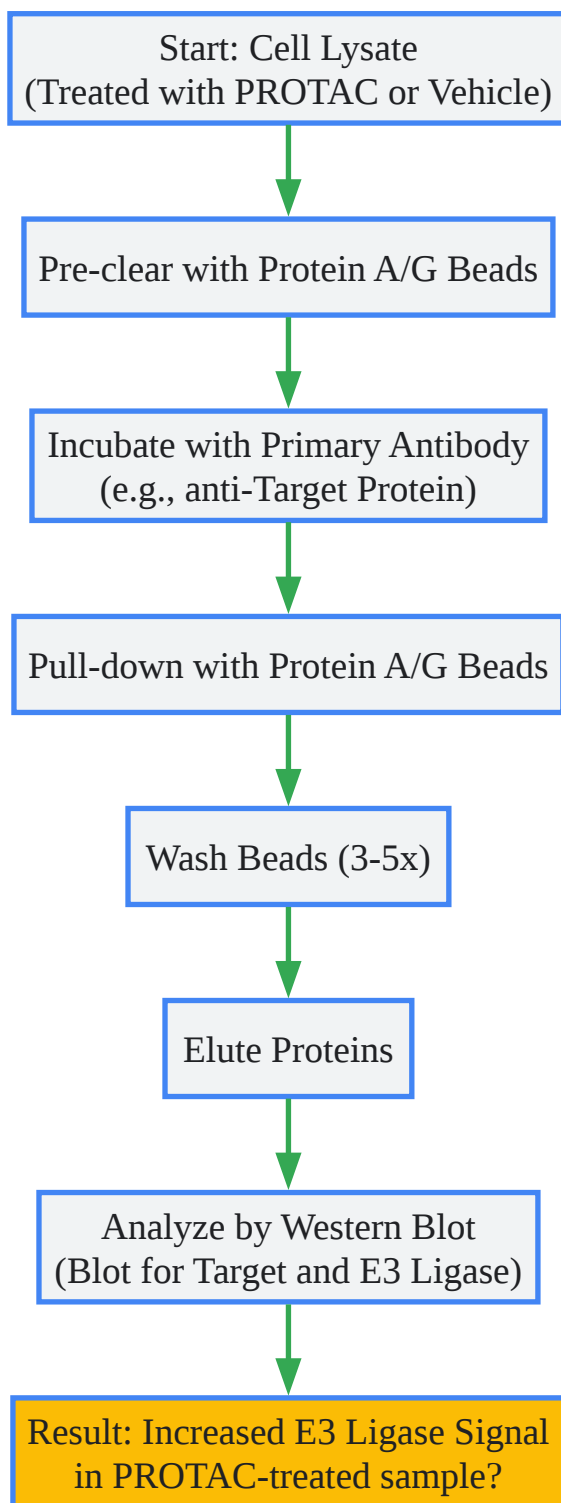 Start: Cell Lysate
(Treated with PROTAC or Vehicle)
Pre-clear with Protein A/G Beads
Incubate with Primary Antibody
(e.g., anti-Target Protein)
Pull-down with Protein A/G Beads
Wash Beads (3-5x)
Elute Proteins
Analyze by Western Blot
(Blot for Target and E3 Ligase)
Result: Increased E3 Ligase Signal
in PROTAC-treated sample?